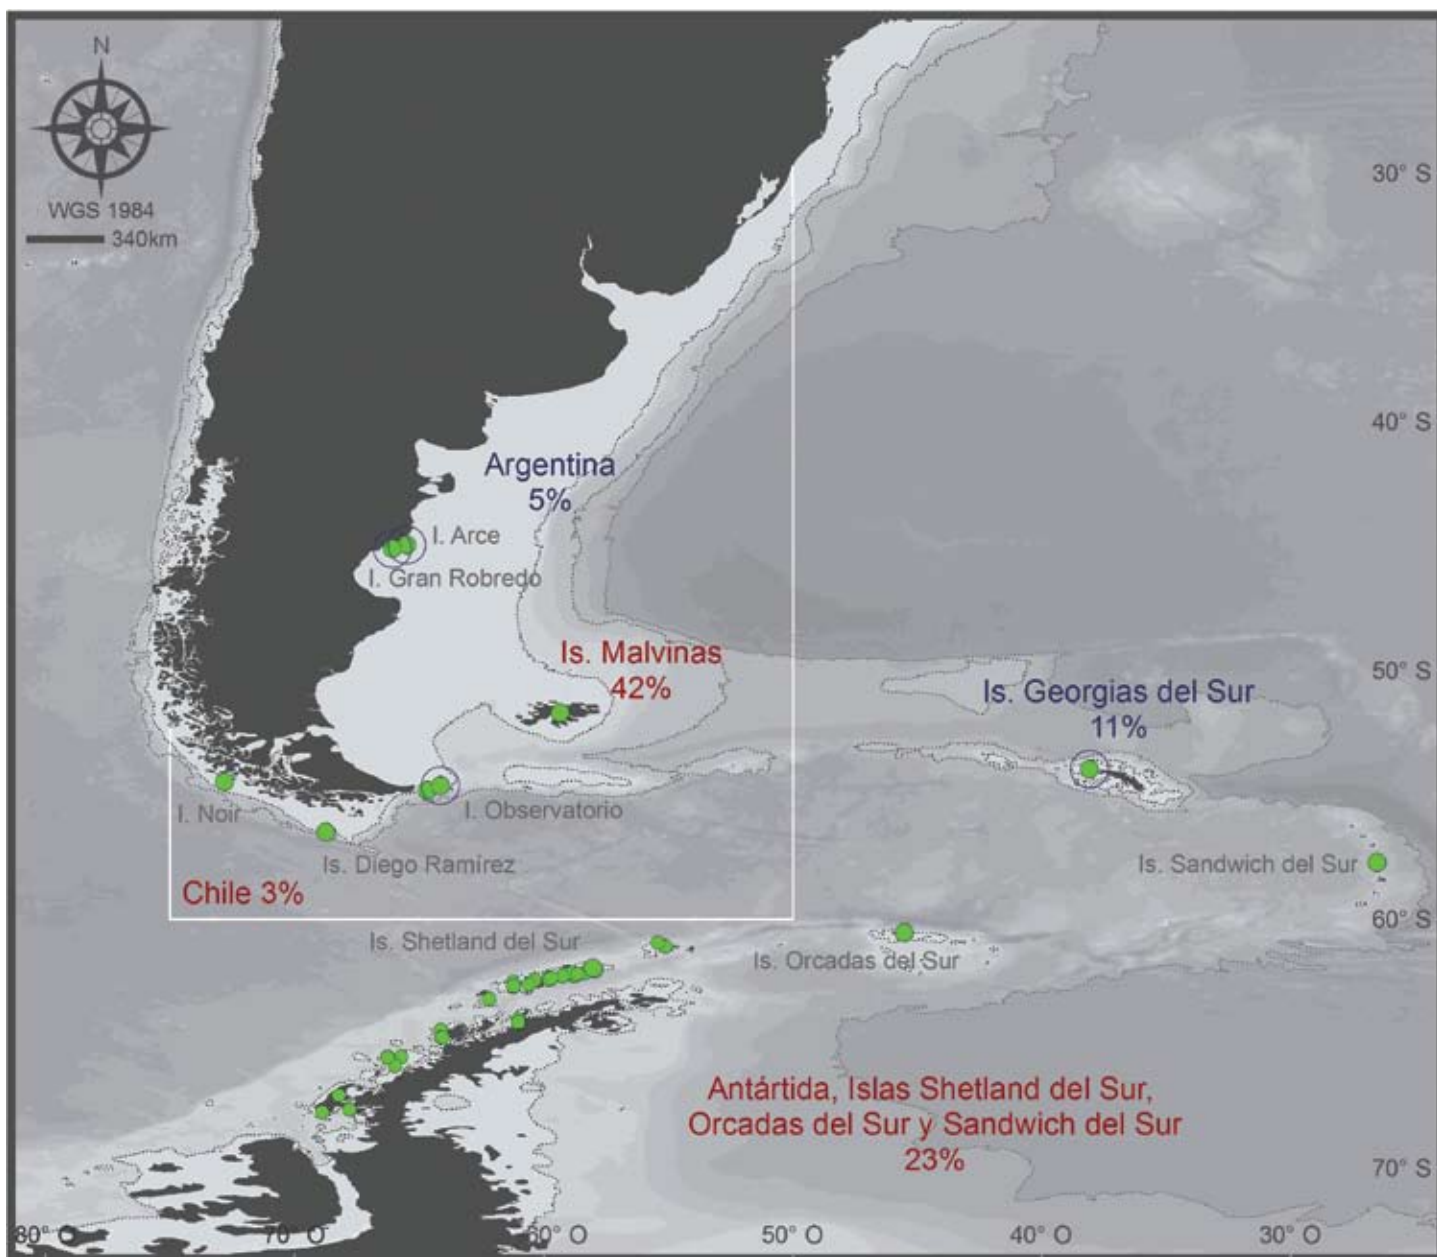 N
WGS 1984
340km
30° S
40° S
Argentina
5%
I. Arce
I. Gran Robredo
Is. Malvinas
42%
50° S
Is. Georgias del Sur
11%
I. Noir
I. Observatorio
Is. Diego Ramírez
Is. Sandwich del Sur
Chile 3%
60° S
Is. Shetland del Sur
Is. Orcadas del Sur
Antártida, Islas Shetland del Sur,
Orcadas del Sur y Sandwich del Sur
23%
70° S
80° O
70° O
60° O
50° O
40° O
30° O